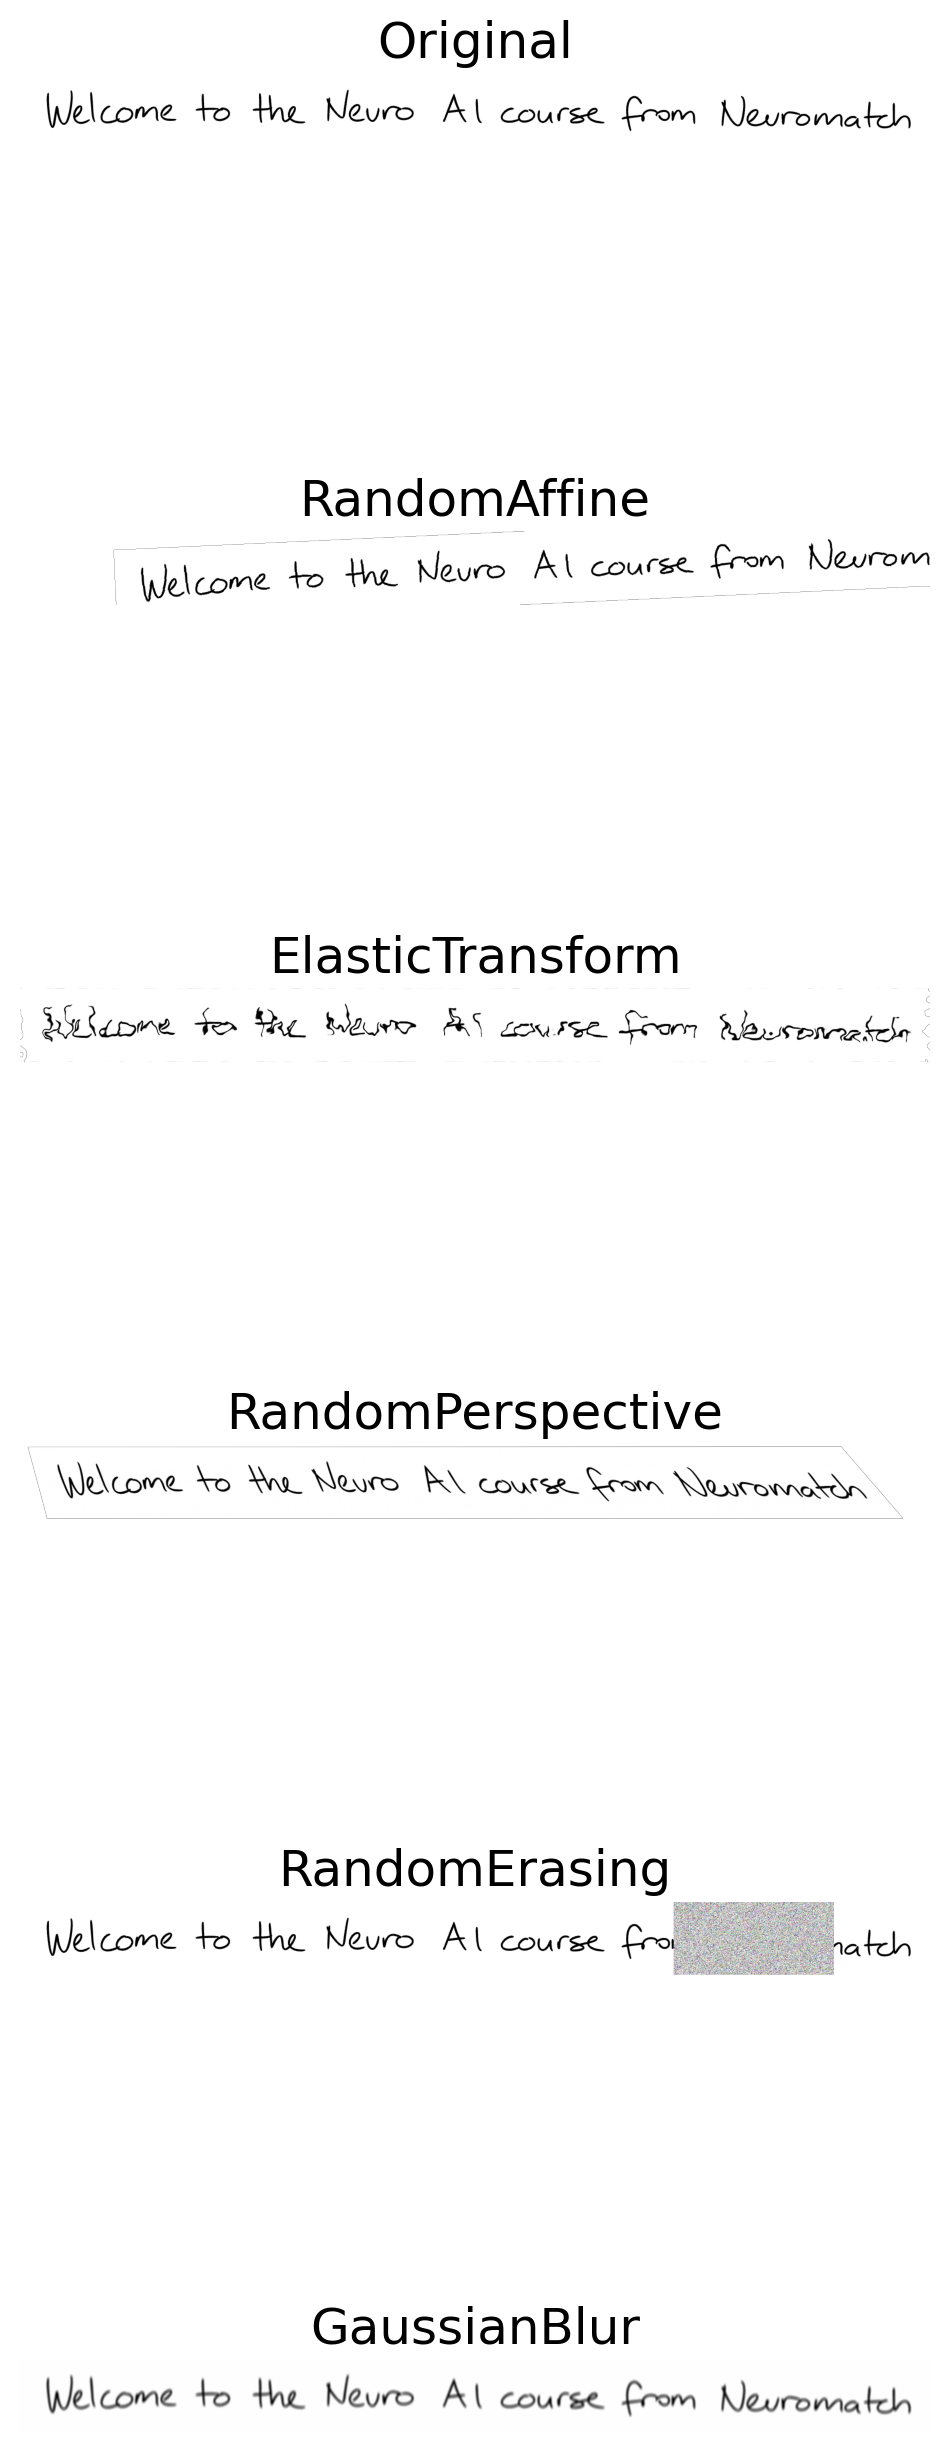 Original
Welcome to the Neuro AI course from Neuromatch
RandomAffine
Welcome to the Neuro AI course from Neurom
ElasticTransform
Welcome to the Neuro AI course from Neuromatch
RandomPerspective
Welcome to the Neuro AI course from Neuromatch
RandomErasing
Welcome to the Neuro AI course fro match
GaussianBlur
Welcome to the Neuro AI course from Neuromatch